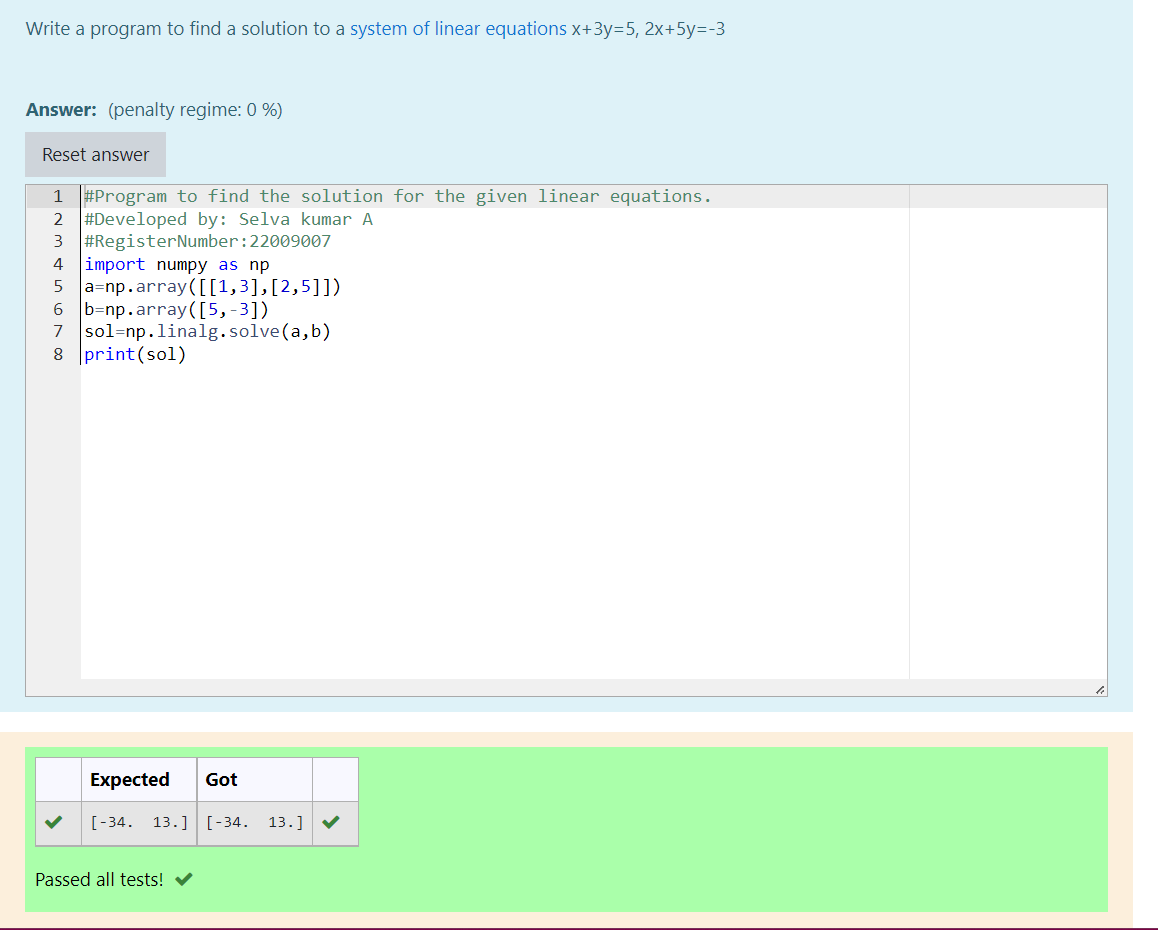 Write a program to find a solution to a system of linear equations x+3y=5, 2x+5y=-3
Answer: (penalty regime: 0 %)
Reset answer
1 #Program to find the solution for the given linear equations.
2 #Developed by: Selva kumar A
3 #RegisterNumber:22009007
4 import numpy as np
5 a=np.array([[1,3],[2,5]])
6 b=np.array([5,-3])
7 sol=np.linalg.solve(a,b)
8 print(sol)
Expected Got
[-34.  13.] [-34.  13.]
Passed all tests!